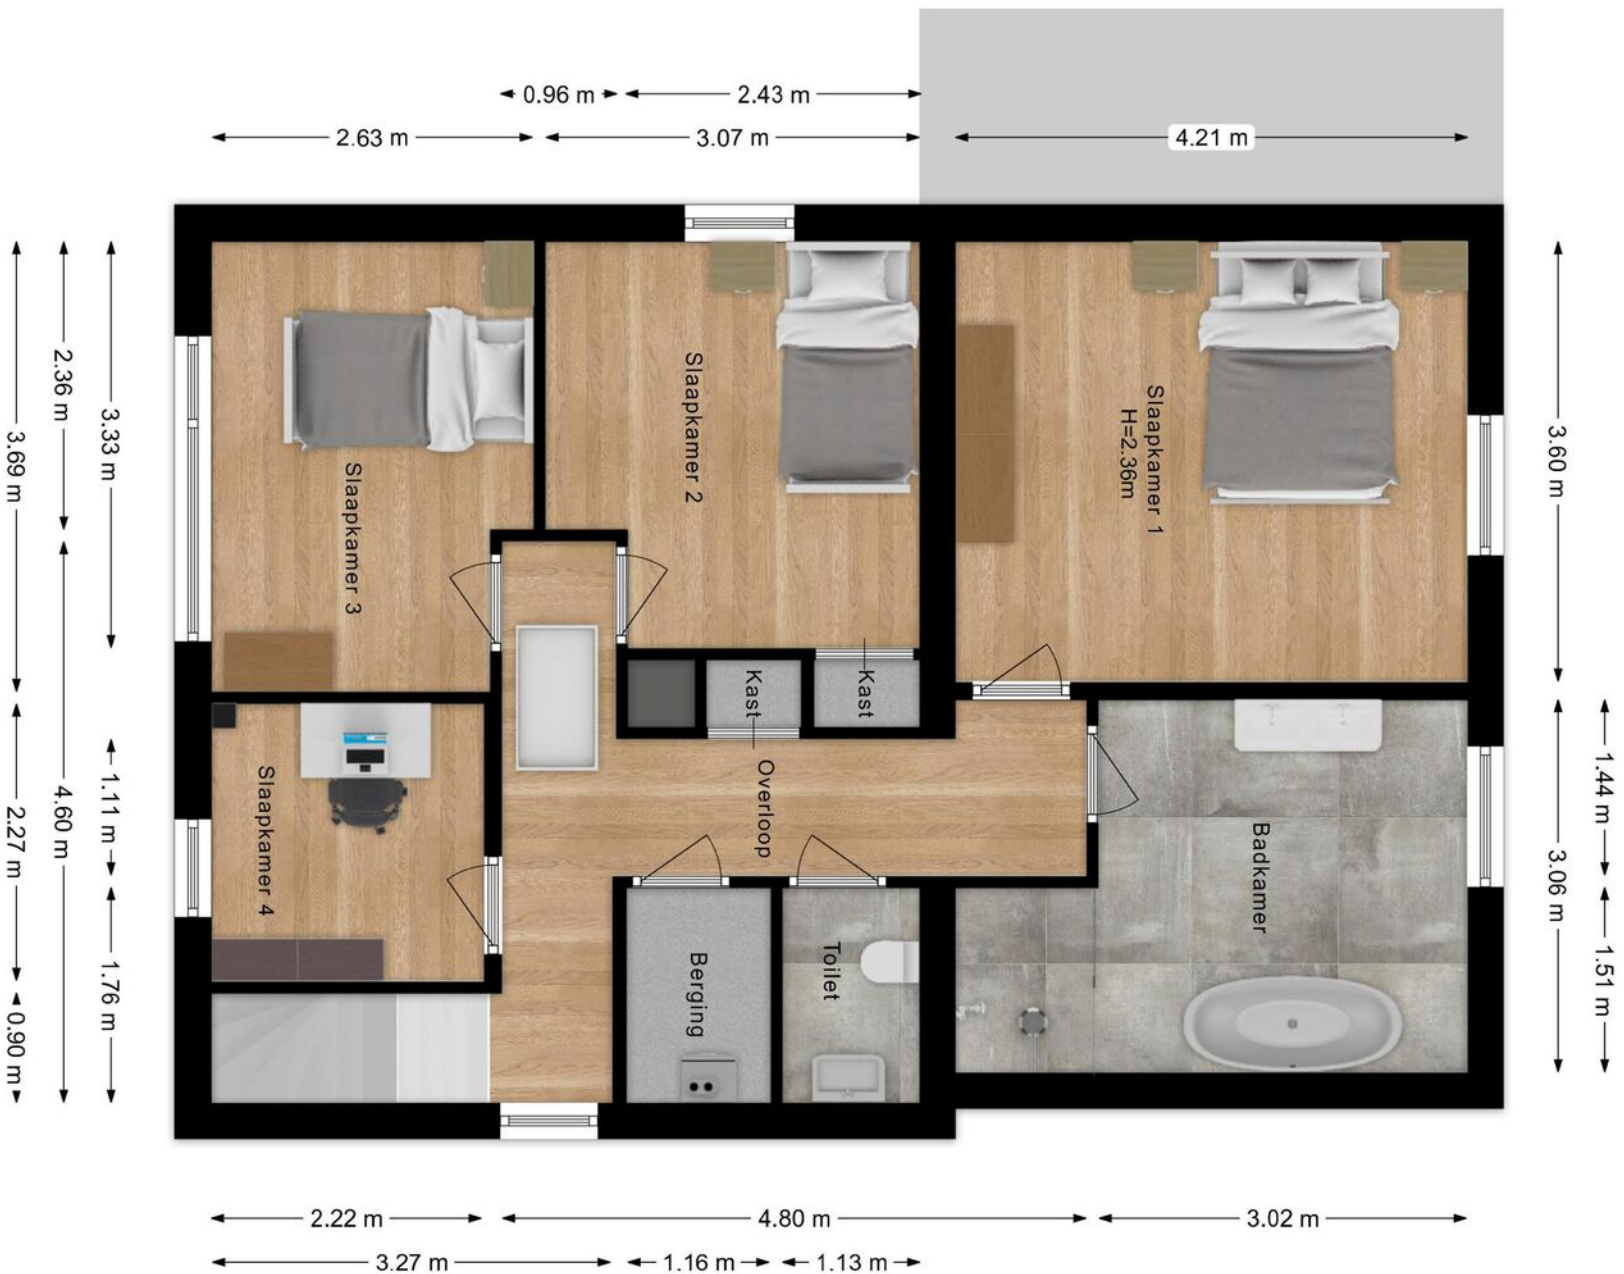 0.96 m
2.43 m
2.63 m
3.07 m
4.21 m
3.69 m
2.36 m
3.33 m
2.27 m
4.60 m
1.11 m
0.90 m
1.76 m
Slaapkamer 3
Slaapkamer 2
Slaapkamer 1
H=2.36m
Kast
Kast
Slaapkamer 4
Overloop
Berging
Toilet
Badkamer
3.60 m
3.06 m
1.44 m
1.51 m
2.22 m
4.80 m
3.02 m
3.27 m
1.16 m
1.13 m